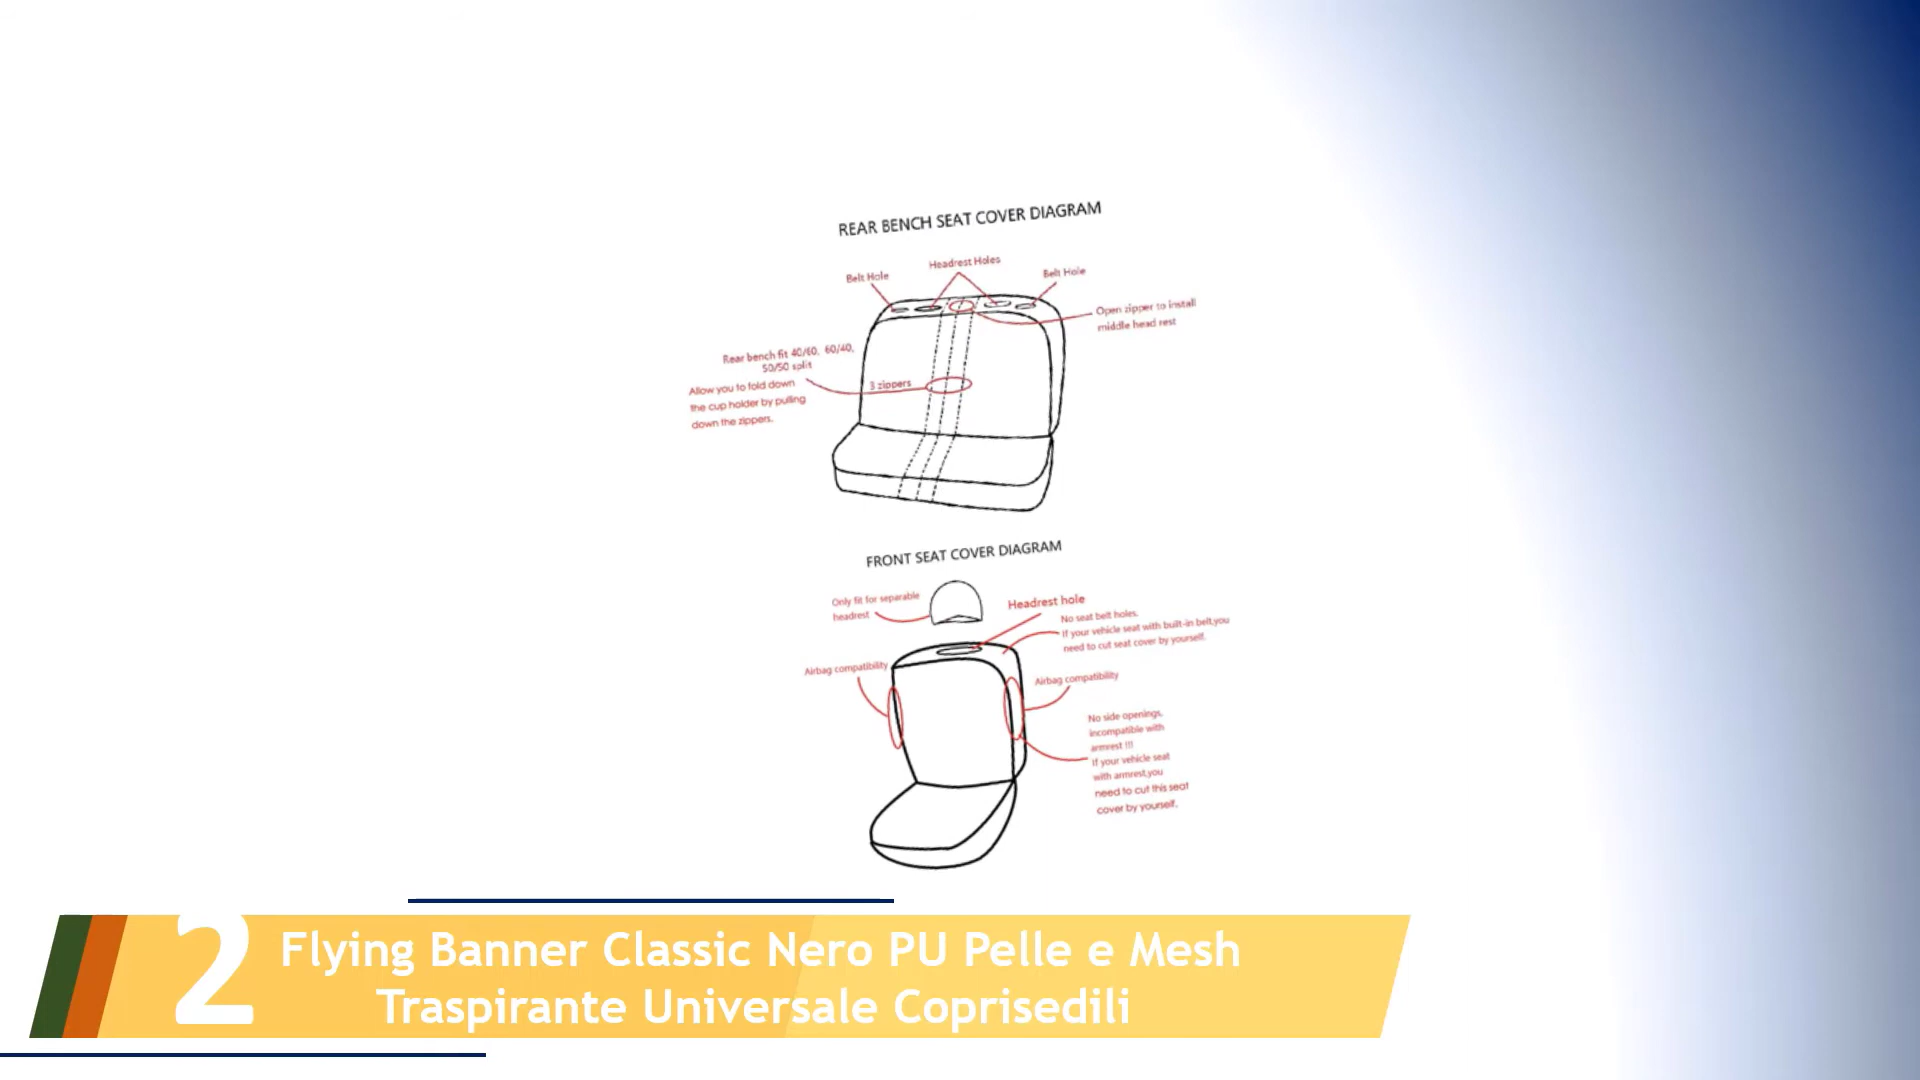 REAR BENCH SEAT COVER DIAGRAM
Headrest Holes
Belt Hole
Belt Hole
Open zipper to install
middle head rest
Rear bench fit 40/60, 60/40,
50/50 split
Allow you to fold down
the cup holder by pulling
down the zippers.
3 zippers
FRONT SEAT COVER DIAGRAM
Only fit for separable
headrest
Headrest hole
No seat belt holes.
If your vehicle seat with built-in belt,you
need to cut seat cover by yourself.
Airbag compatibility
Airbag compatibility
No side openings,
incompatible with
armrest !!!
If your vehicle seat
with armrest,you
need to cut this seat
cover by yourself.
2
Flying Banner Classic Nero PU Pelle e Mesh
Traspirante Universale Coprisedili